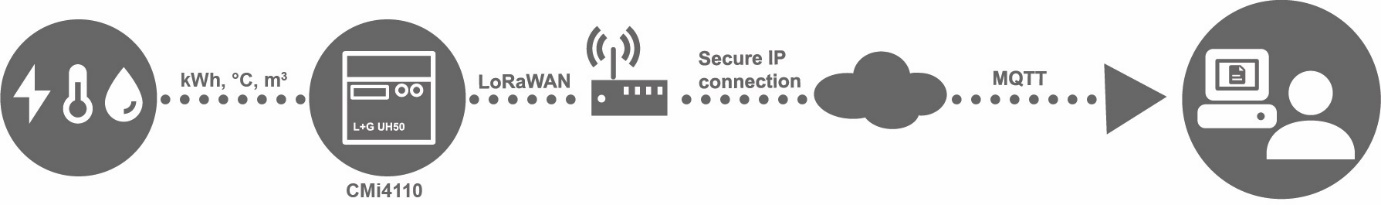 kWh, °C, m³
L+G UH50
CMi4110
LoRaWAN
Secure IP
connection
MQTT